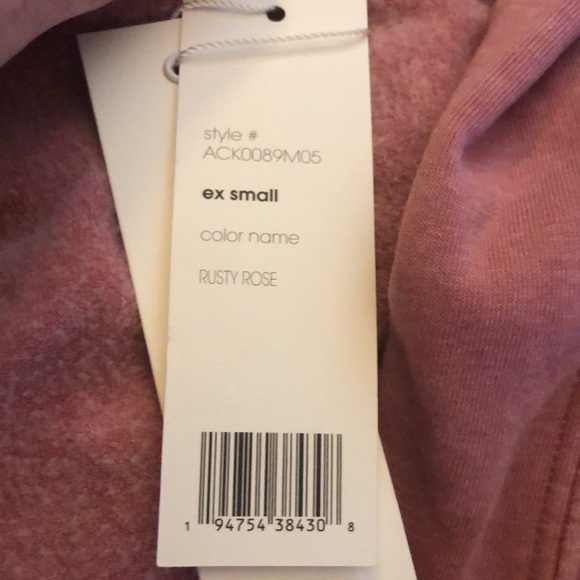 style #
ACK0089M05
ex small
color name
RUSTY ROSE
1 94754 38430 8